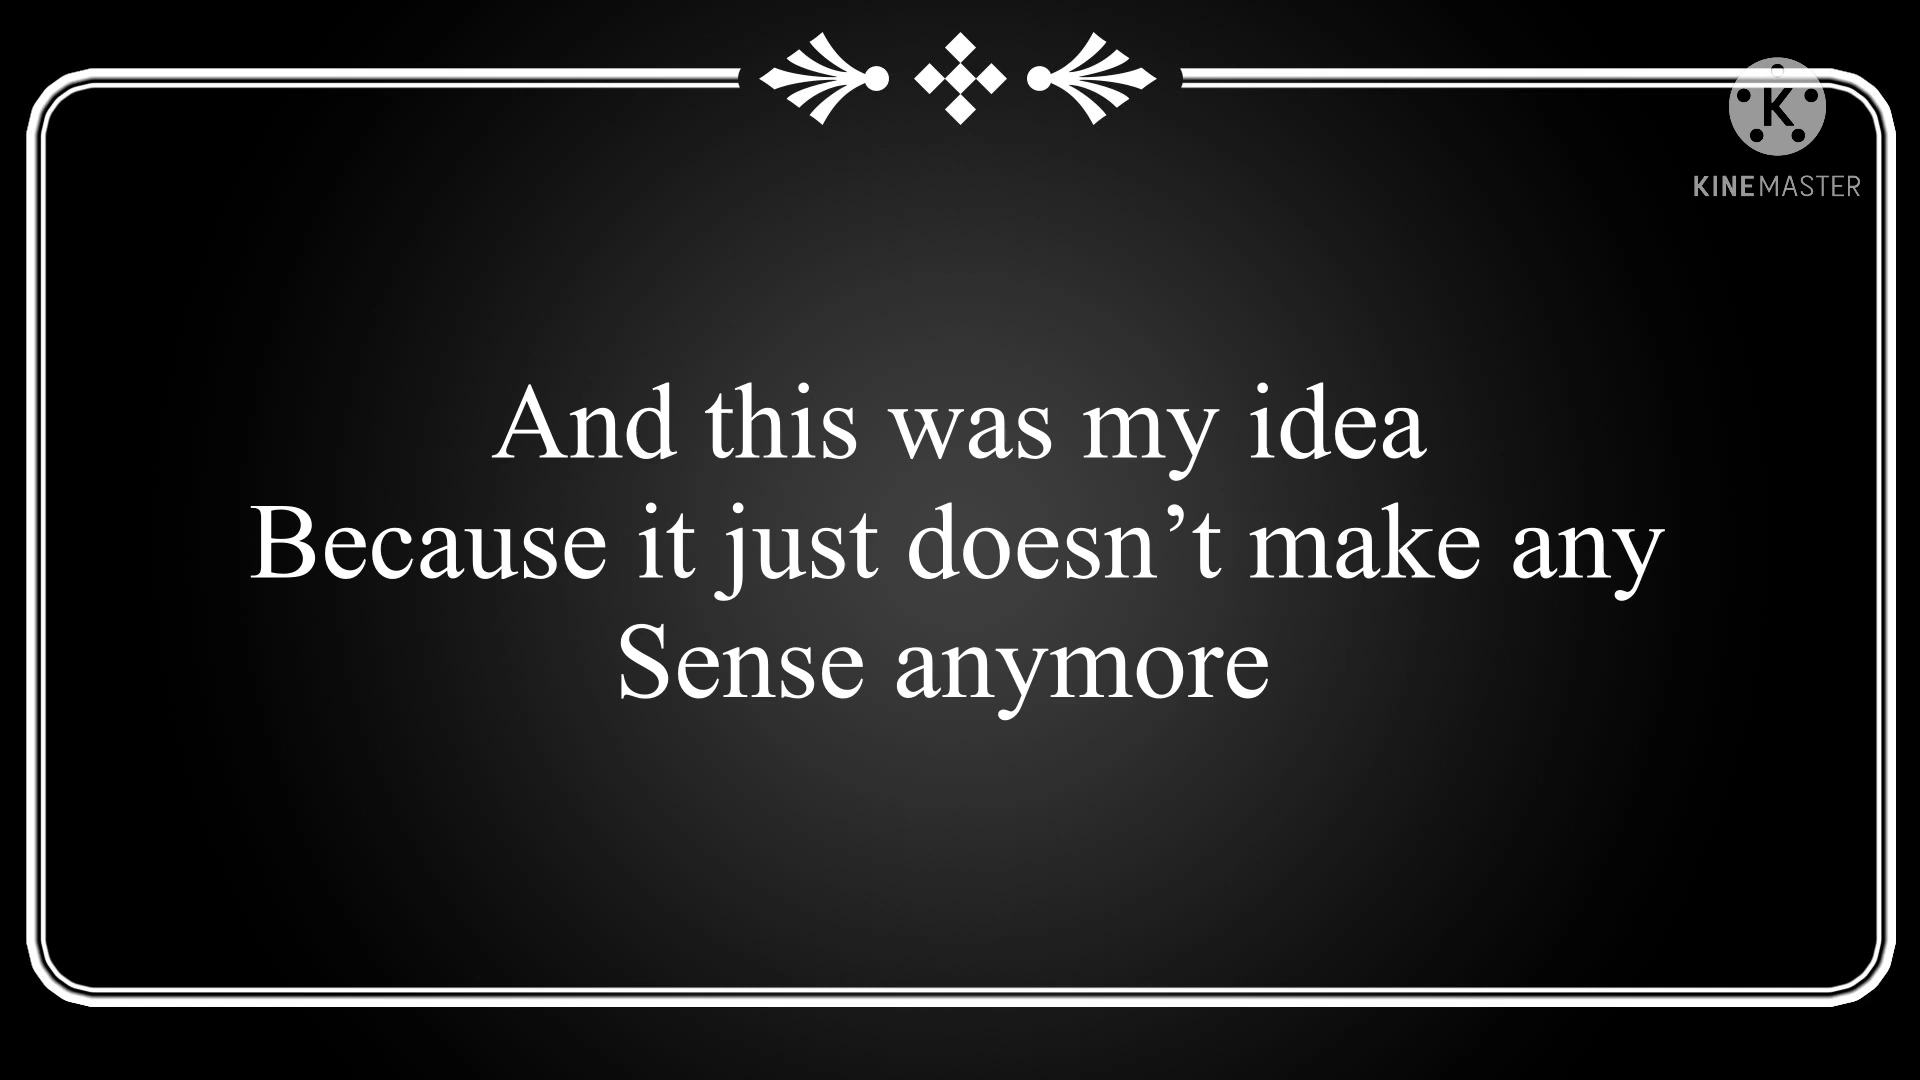 K
KINEMASTER
And this was my idea
Because it just doesn’t make any
Sense anymore